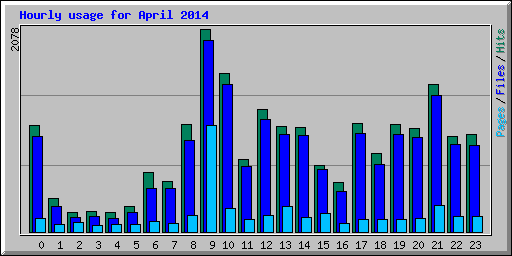 Hourly usage for April 2014
2078
Pages / Files / Hits
0 1 2 3 4 5 6 7 8 9 10 11 12 13 14 15 16 17 18 19 20 21 22 23